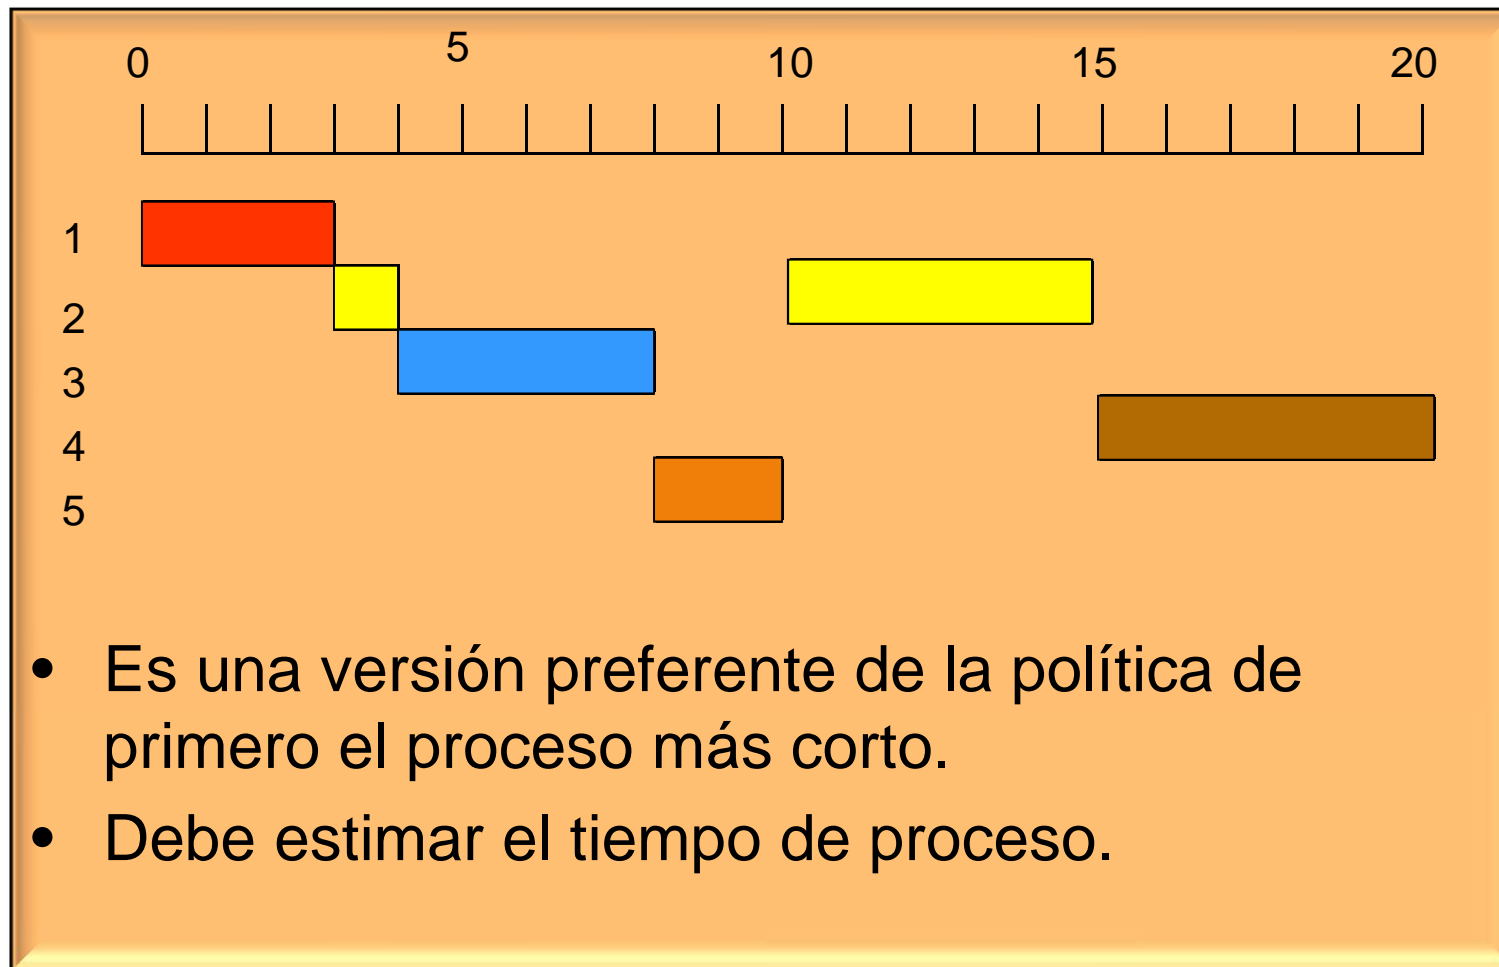 0 5 10 15 20
1
2
3
4
5
• Es una versión preferente de la política de
primero el proceso más corto.
• Debe estimar el tiempo de proceso.